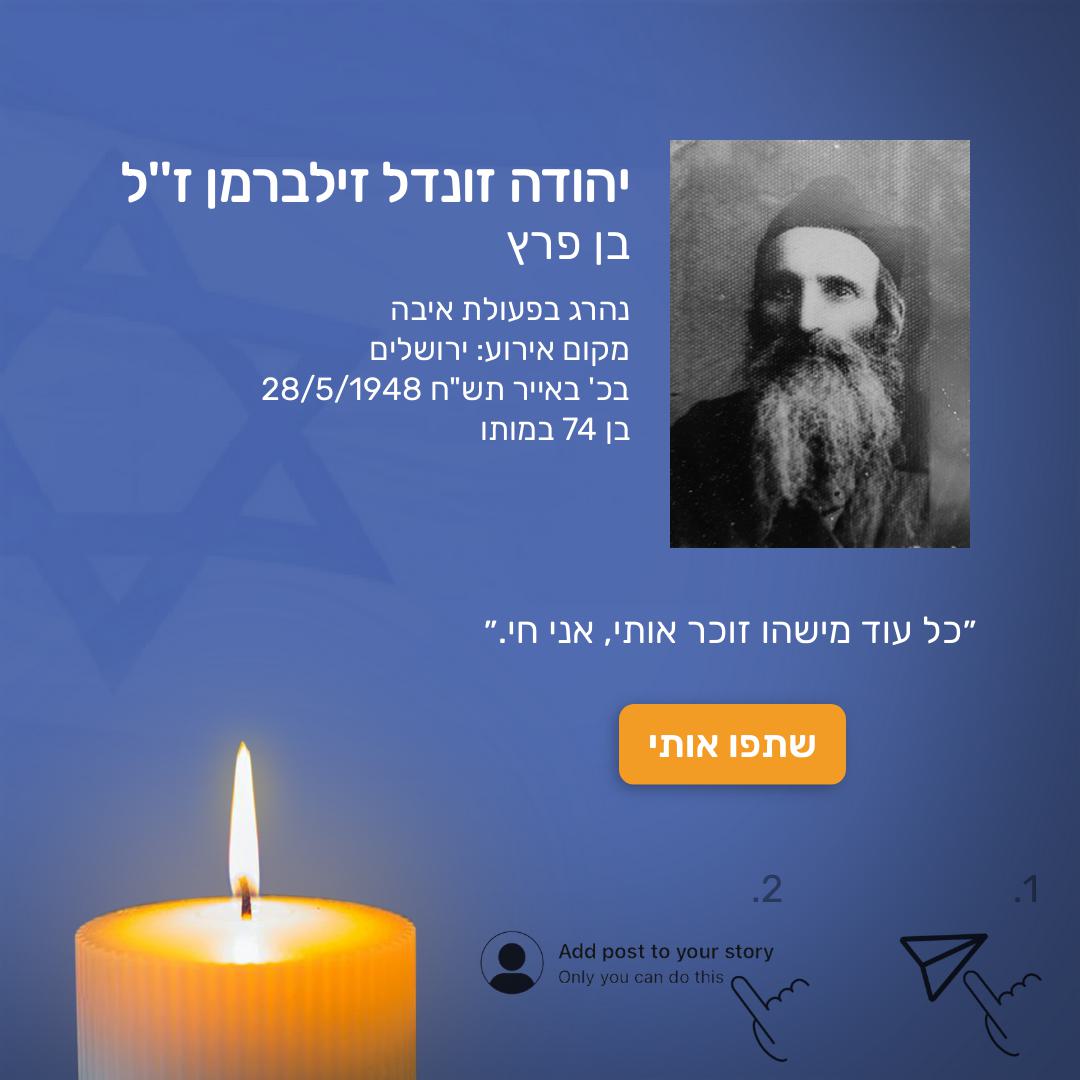 יהודה זונדל זילברמן ז"ל
בן פרץ
נהרג בפעולת איבה
מקום אירוע: ירושלים
בכ' באייר תש"ח 28/5/1948
בן 74 במותו
״כל עוד מישהו זוכר אותי, אני חי.״
שתפו אותי
1.
2.
Add post to your story
Only you can do this